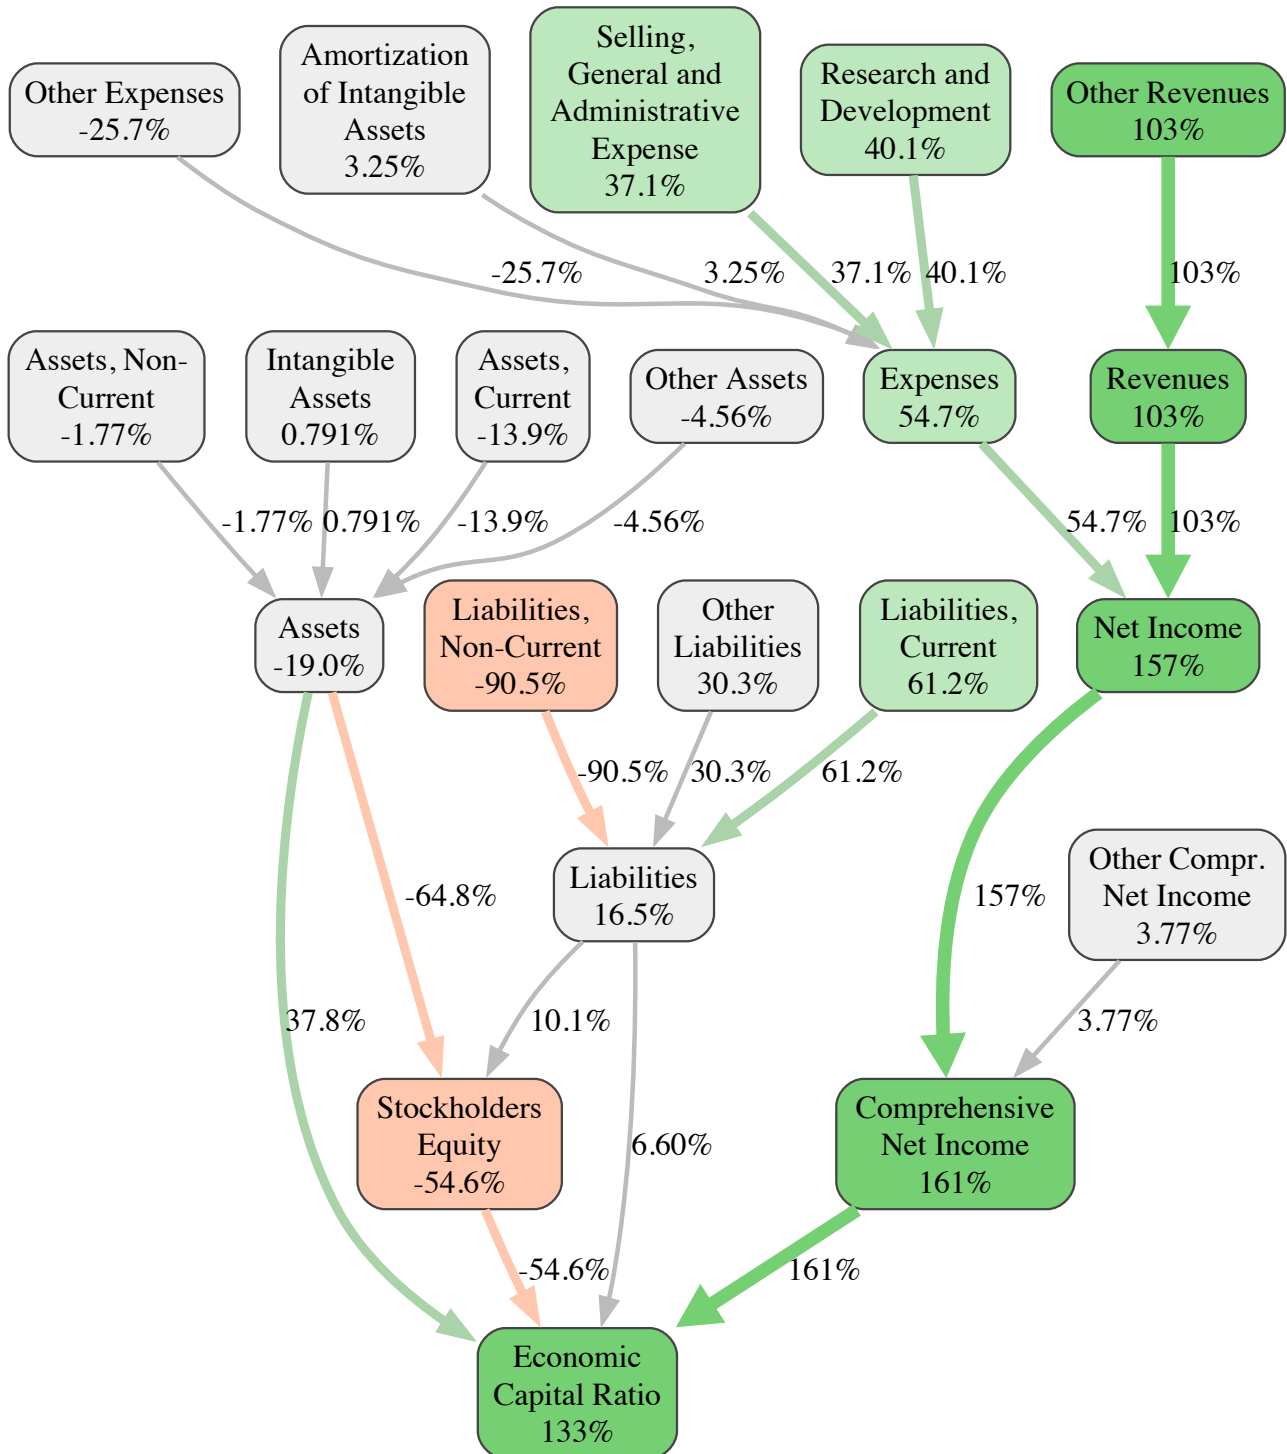 Other Expenses
-25.7%
Amortization
of Intangible
Assets
3.25%
Selling,
General and
Administrative
Expense
37.1%
Research and
Development
40.1%
Other Revenues
103%
-25.7%
3.25%
37.1%
40.1%
103%
Assets, Non-
Current
-1.77%
Intangible
Assets
0.791%
Assets,
Current
-13.9%
Other Assets
-4.56%
Expenses
54.7%
Revenues
103%
-1.77%
0.791%
-13.9%
-4.56%
54.7%
103%
Assets
-19.0%
Liabilities,
Non-Current
-90.5%
Other
Liabilities
30.3%
Liabilities,
Current
61.2%
Net Income
157%
-90.5%
30.3%
61.2%
-64.8%
Liabilities
16.5%
157%
Other Compr.
Net Income
3.77%
37.8%
10.1%
3.77%
Stockholders
Equity
-54.6%
6.60%
Comprehensive
Net Income
161%
-54.6%
161%
Economic
Capital Ratio
133%